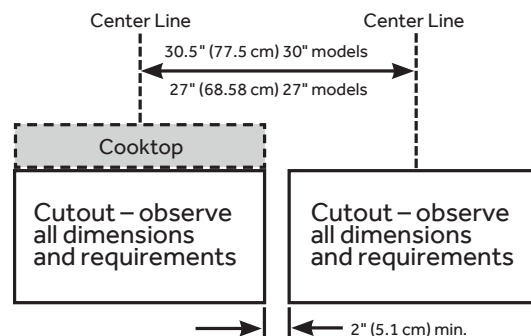 Center Line
Center Line
30.5" (77.5 cm) 30" models
27" (68.58 cm) 27" models
Cooktop
Cutout – observe
all dimensions
and requirements
Cutout – observe
all dimensions
and requirements
2" (5.1 cm) min.